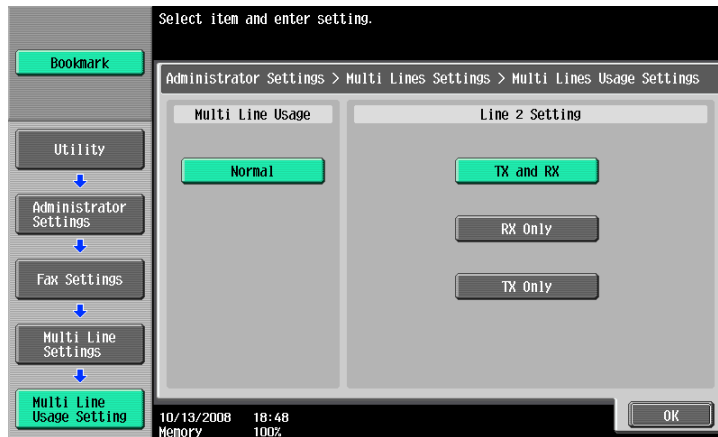 Select item and enter setting.
Bookmark
Administrator Settings > Multi Lines Settings > Multi Lines Usage Settings
Multi Line Usage
Line 2 Setting
Utility
Normal
TX and RX
Administrator
Settings
RX Only
Fax Settings
TX Only
Multi Line
Settings
Multi Line
Usage Setting
10/13/2008 18:48
Memory 100%
OK